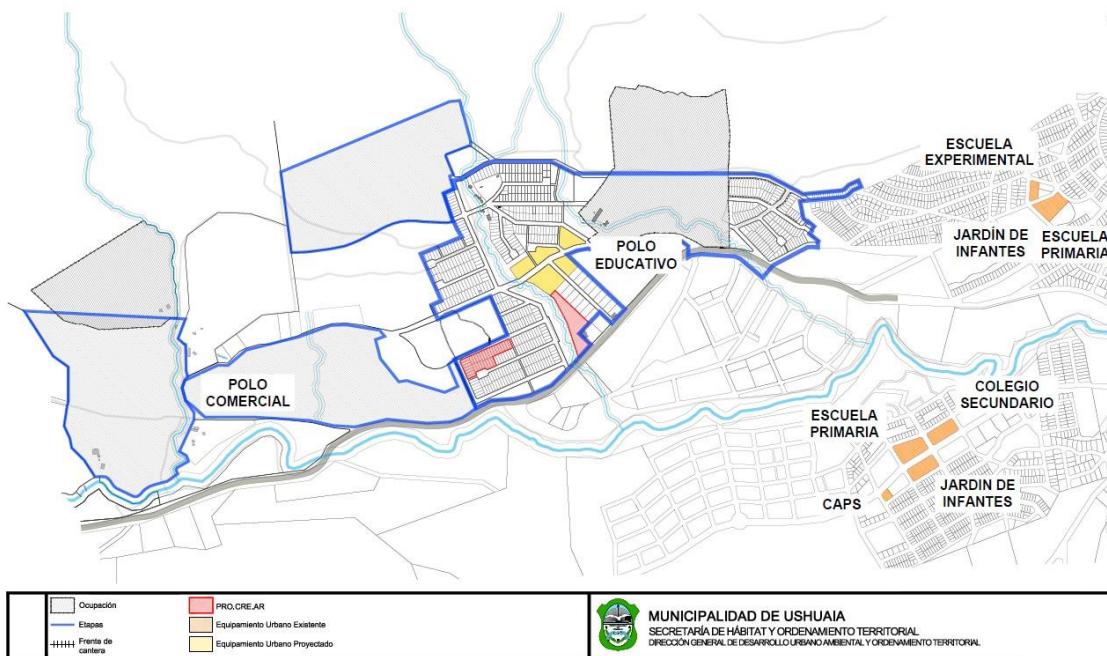 ESCUELA
EXPERIMENTAL
JARDÍN DE
INFANTES
ESCUELA
PRIMARIA
POLO
EDUCATIVO
POLO
COMERCIAL
COLEGIO
SECUNDARIO
ESCUELA
PRIMARIA
CAPS
JARDIN DE
INFANTES
Ocupación
Etapas
Frente de
cantera
PRO.CRE.AR
Equipamiento Urbano Existente
Equipamiento Urbano Proyectado
MUNICIPALIDAD DE USHUAIA
SECRETARÍA DE HÁBITAT Y ORDENAMIENTO TERRITORIAL
DIRECCIÓN GENERAL DE DESARROLLO URBANO AMBIENTAL Y ORDENAMIENTO TERRITORIAL